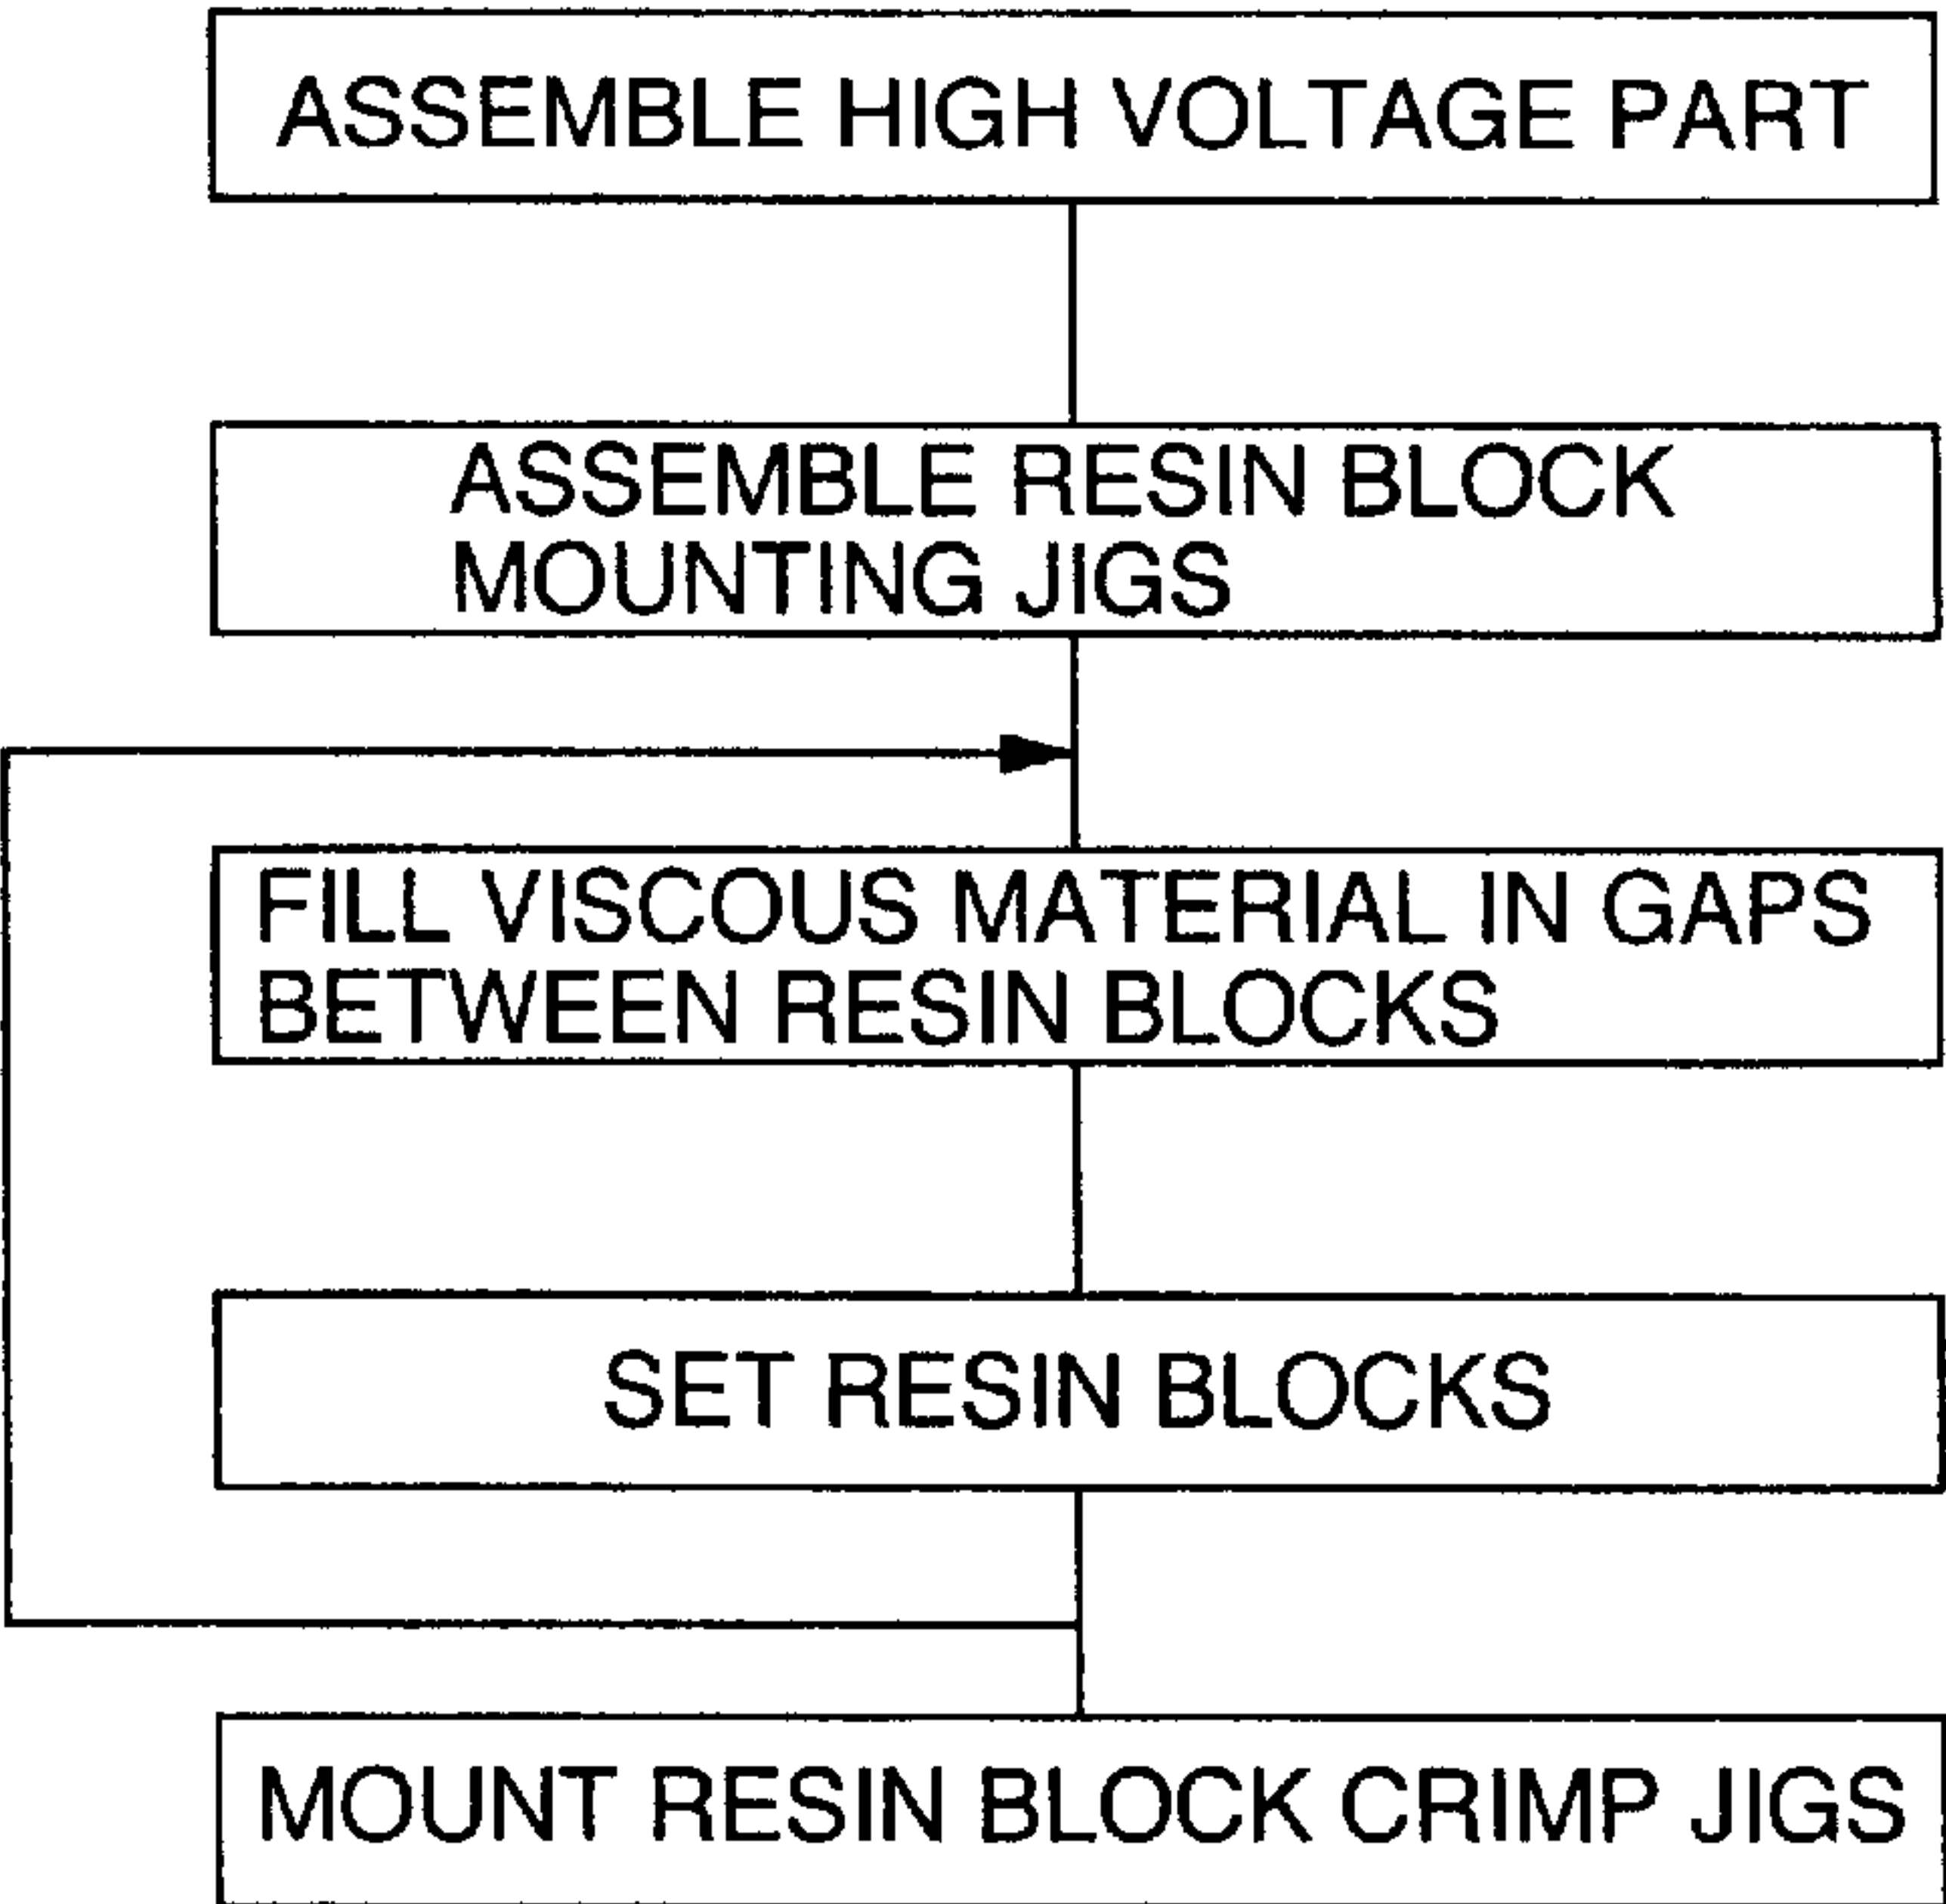 ASSEMBLE HIGH VOLTAGE PART
ASSEMBLE RESIN BLOCK
MOUNTING JIGS
FILL VISCOUS MATERIAL IN GAPS
BETWEEN RESIN BLOCKS
SET RESIN BLOCKS
MOUNT RESIN BLOCK CRIMP JIGS